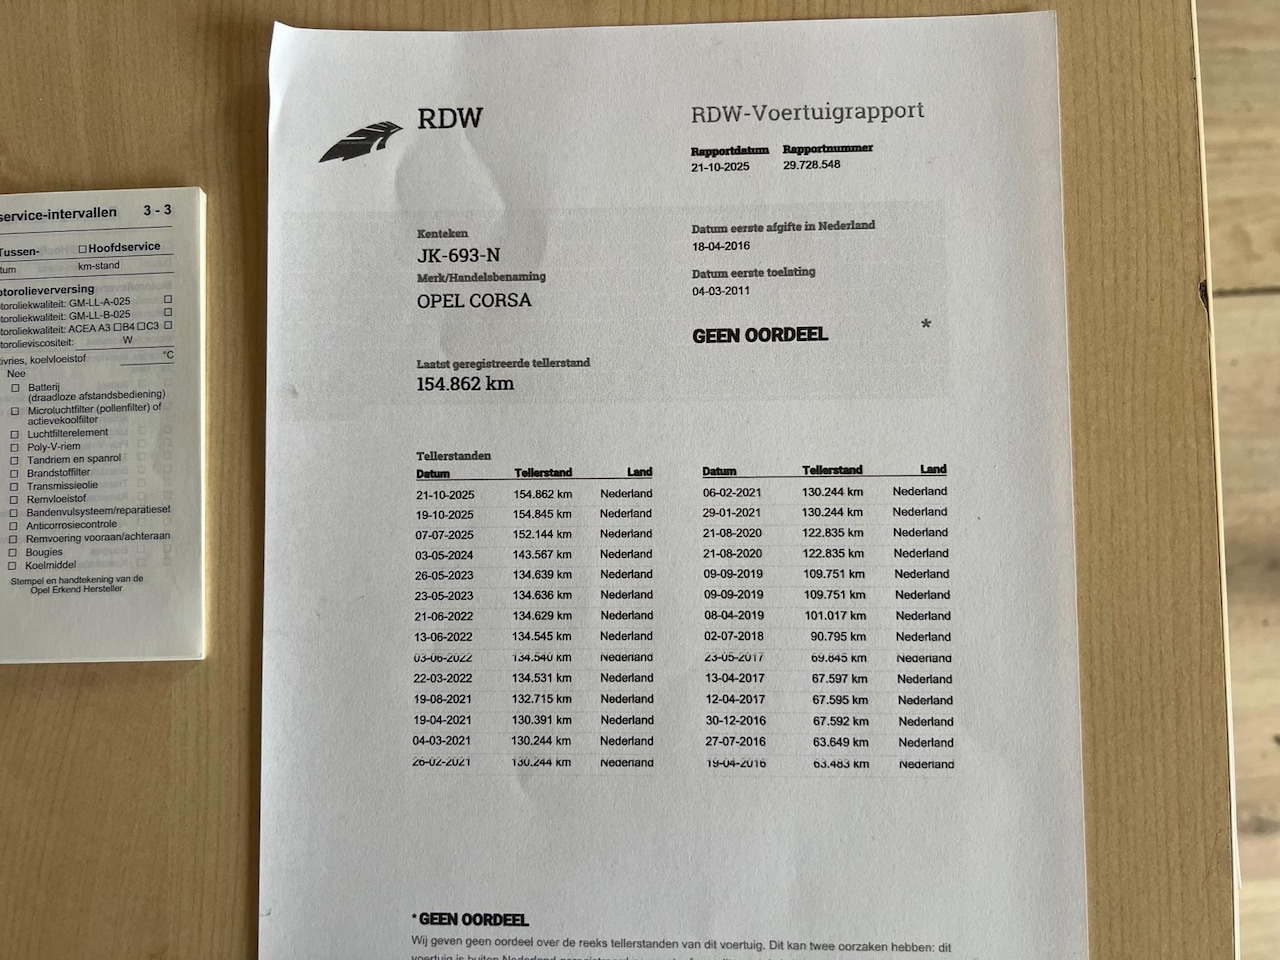 service-intervallen 3 - 3
Tussen- ☐ Hoofdservice
km-stand
motoroliekwaliteit: GM-LL-A-025 ☐
motoroliekwaliteit: GM-LL-B-025 ☐
motoroliekwaliteit: ACEA A3 ☐B4 ☐C3 ☐
W
koelvloeistof °C
Nee
☐ Batterij
(draadloze afstandsbediening)
☐ Microluchtfilter (pollenfilter) of
actievekoolfilter
☐ Luchtfilterelement
☐ Poly-V-riem
☐ Tandriem en spanrol
☐ Brandstoffilter
☐ Transmissieolie
☐ Remvloeistof
☐ Bandenvulsysteem/reparatieset
☐ Anticorrosiecontrole
☐ Remvoering vooraan/achteraan
☐ Bougies
☐ Koelmiddel
Stempel en handtekening van de
Opel Erkend Hersteller
RDW
RDW-Voertuigrapport
Rapportdatum Rapportnummer
21-10-2025 29.728.548
Kenteken
JK-693-N
Merk/Handelsbenaming
OPEL CORSA
Datum eerste afgifte in Nederland
18-04-2016
Datum eerste toelating
04-03-2011
GEEN OORDEEL *
Laatst geregistreerde tellerstand
154.862 km
Tellerstanden
Datum Tellerstand Land
21-10-2025 154.862 km Nederland
19-10-2025 154.845 km Nederland
07-07-2025 152.144 km Nederland
03-05-2024 143.567 km Nederland
26-05-2023 134.639 km Nederland
23-05-2023 134.636 km Nederland
21-06-2022 134.629 km Nederland
13-06-2022 134.545 km Nederland
03-06-2022 134.540 km Nederland
22-03-2022 134.531 km Nederland
19-08-2021 132.715 km Nederland
19-04-2021 130.391 km Nederland
04-03-2021 130.244 km Nederland
26-02-2021 130.244 km Nederland
Datum Tellerstand Land
06-02-2021 130.244 km Nederland
29-01-2021 130.244 km Nederland
21-08-2020 122.835 km Nederland
21-08-2020 122.835 km Nederland
09-09-2019 109.751 km Nederland
09-09-2019 109.751 km Nederland
08-04-2019 101.017 km Nederland
02-07-2018 90.795 km Nederland
23-05-2017 69.845 km Nederland
13-04-2017 67.597 km Nederland
12-04-2017 67.595 km Nederland
30-12-2016 67.592 km Nederland
27-07-2016 63.649 km Nederland
19-04-2016 63.483 km Nederland
* GEEN OORDEEL
Wij geven geen oordeel over de reeks tellerstanden van dit voertuig. Dit kan twee oorzaken hebben: dit